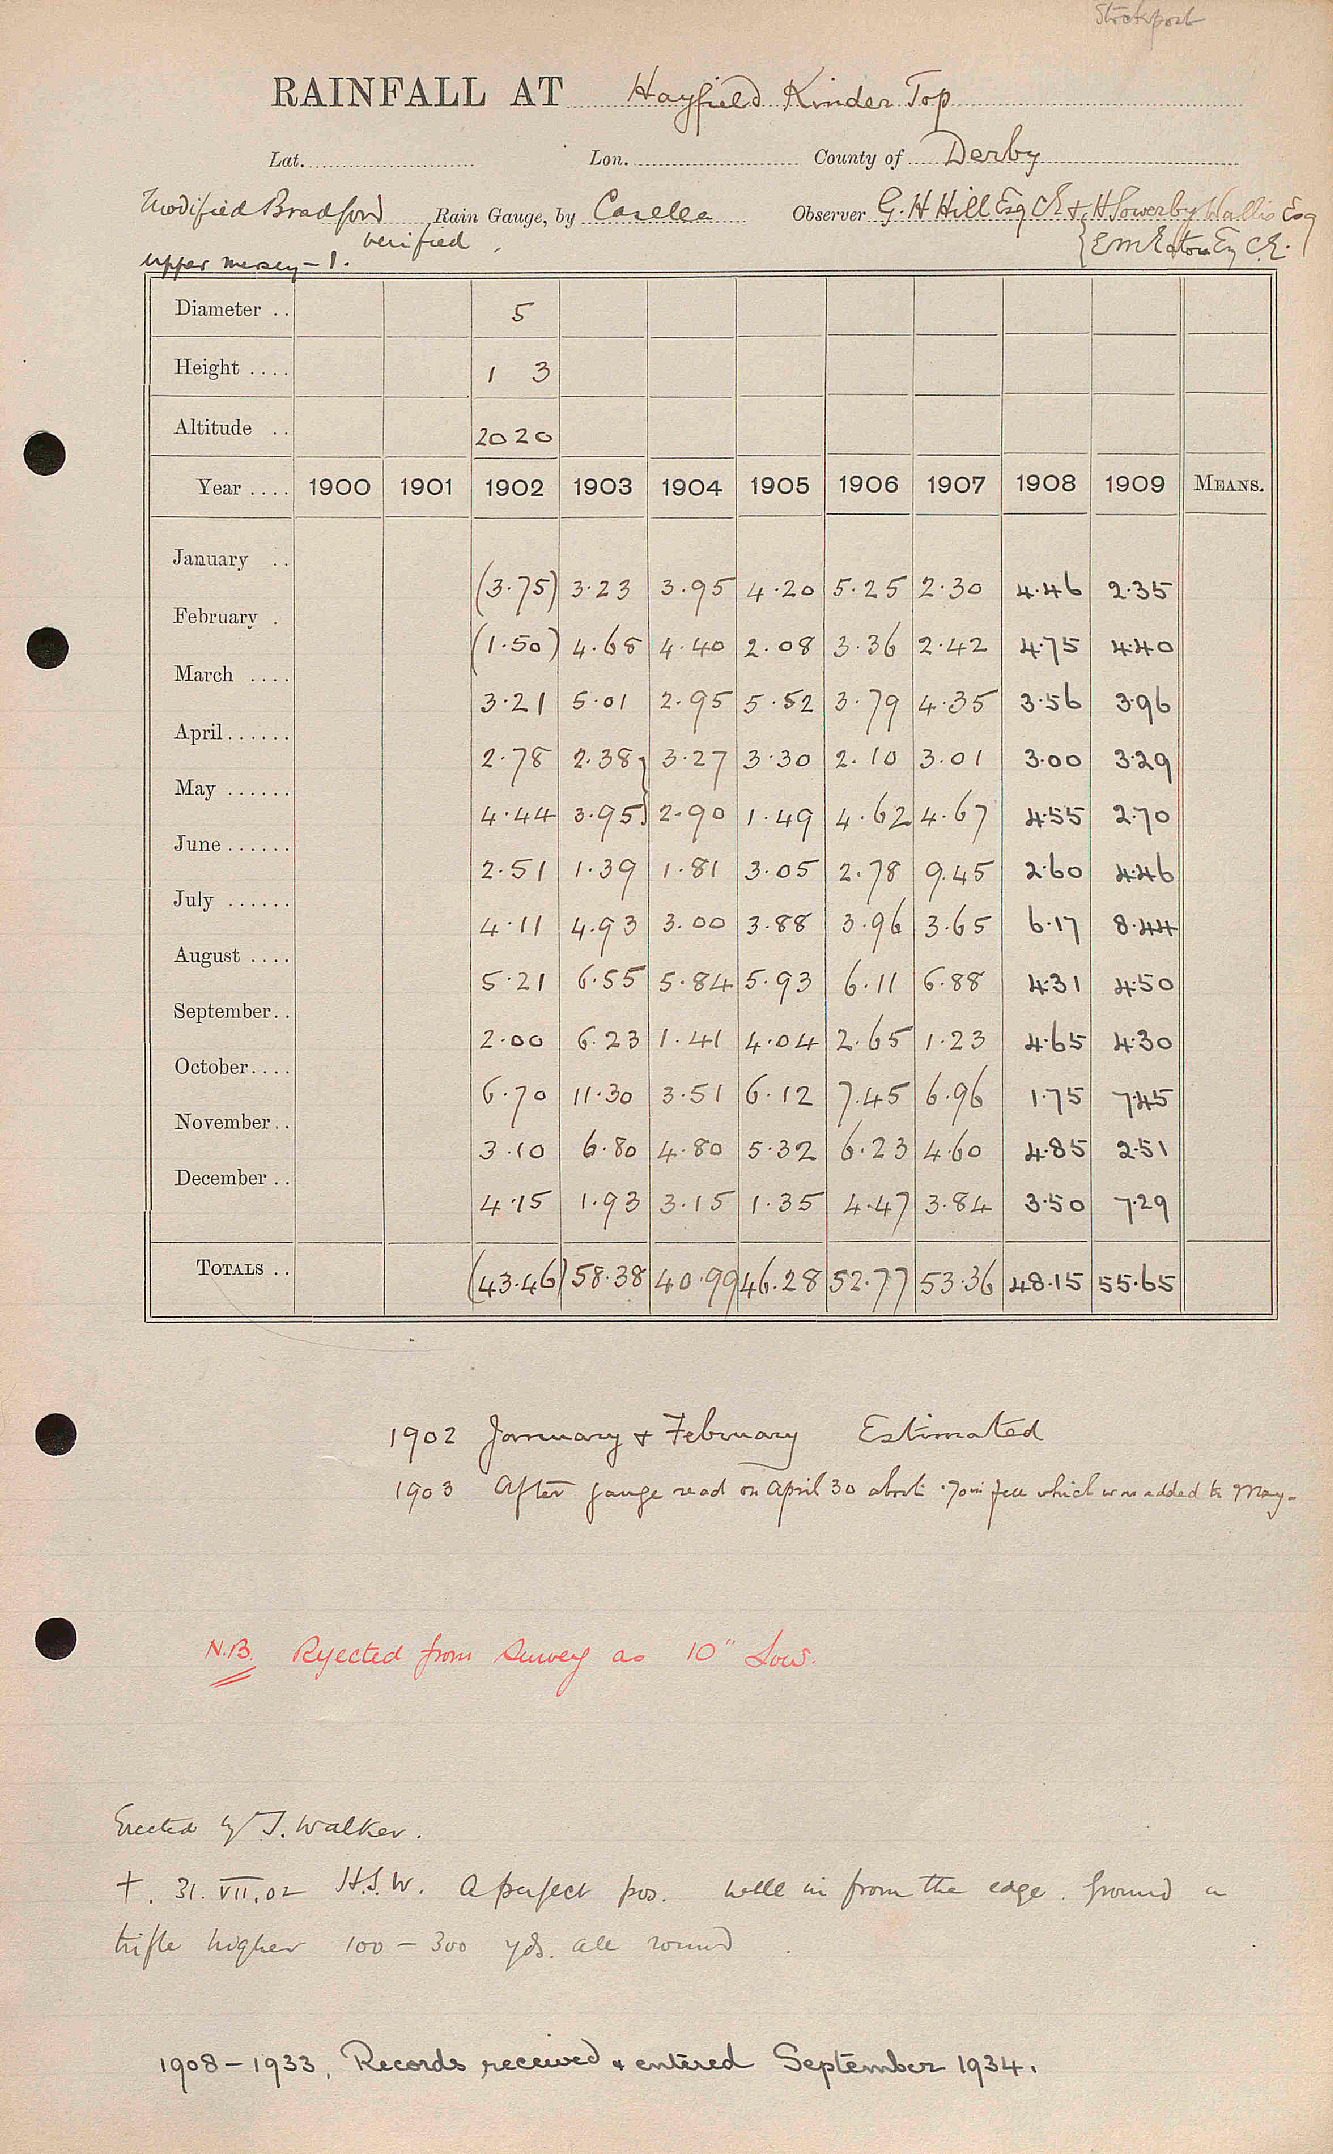 Stockport
RAINFALL AT Hayfield Kinder Top
Lat. Lon. County of Derby
Modified Bradford Rain Gauge, by Casella Observer G. H Hill Esq CE & H Sowerby Wallis Esq
verified. { E M Eaton Esq C.E.
Upper Mersey - 1.
Diameter .. 5
Height .... 1 3
Altitude .. 2020
Year .... 1900 1901 1902 1903 1904 1905 1906 1907 1908 1909 MEANS.
January .. (3.75) 3.23 3.95 4.20 5.25 2.30 4.46 2.35
February . (1.50) 4.68 4.40 2.08 3.36 2.42 4.75 4.40
March .... 3.21 5.01 2.95 5.52 3.79 4.35 3.56 3.96
April...... 2.78 2.38} 3.27 3.30 2.10 3.01 3.00 3.29
May ...... 4.44 3.95} 2.90 1.49 4.62 4.67 4.55 2.70
June ...... 2.51 1.39 1.81 3.05 2.78 9.45 2.60 4.46
July ...... 4.11 4.93 3.00 3.88 3.96 3.65 6.17 8.44
August .... 5.21 6.55 5.84 5.93 6.11 6.88 4.31 4.50
September.. 2.00 6.23 1.41 4.04 2.65 1.23 4.65 4.30
October.... 6.70 11.30 3.51 6.12 7.45 6.96 1.75 7.45
November.. 3.10 6.80 4.80 5.32 6.23 4.60 4.85 2.51
December .. 4.15 1.93 3.15 1.35 4.47 3.84 3.50 7.29
TOTALS .. (43.46) 58.38 40.99 46.28 52.77 53.36 48.15 55.65
1902 January & February Estimated
1903 After gauge read on April 30 about .70 in fell which was added to May.
N.B. Rejected from Survey as 10" Low.
Erected by T. Walker.
+. 31. VII. 02 H.S.W. A perfect pos. well in from the edge. Ground a
trifle higher 100 - 300 yds. all round
1908 - 1933, Records received & entered September 1934.